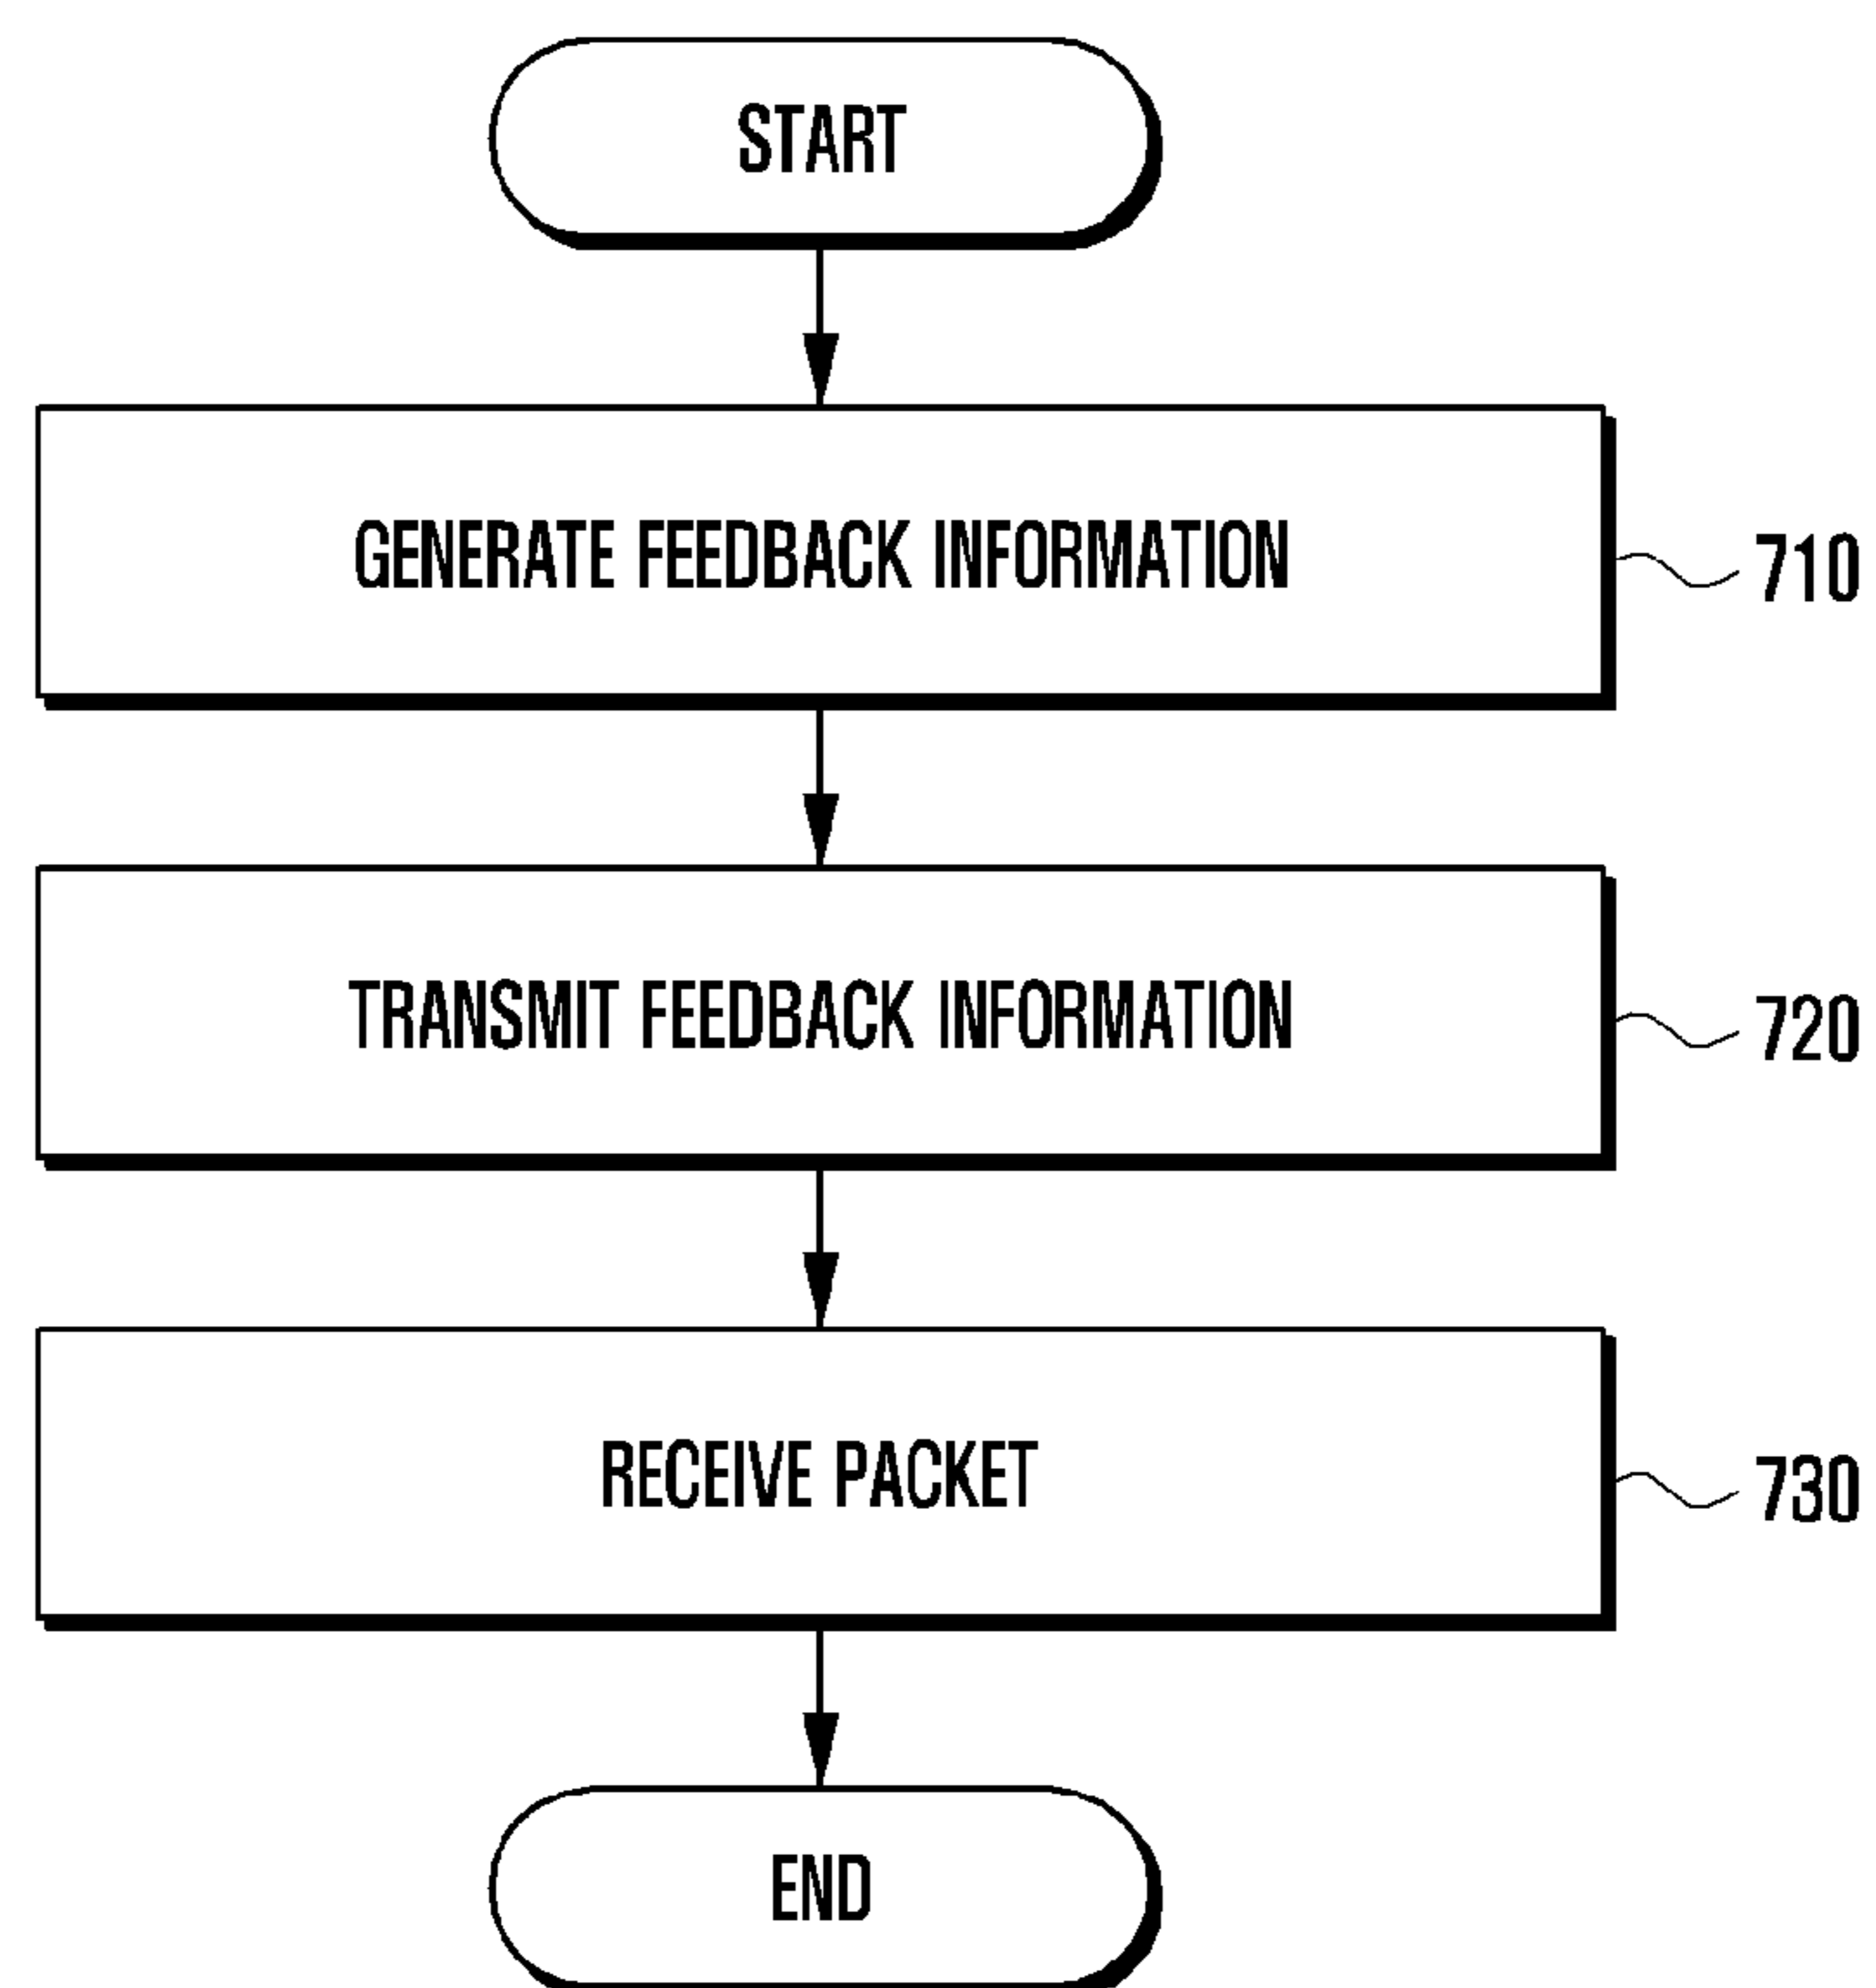 START
GENERATE FEEDBACK INFORMATION
710
TRANSMIT FEEDBACK INFORMATION
720
RECEIVE PACKET
730
END